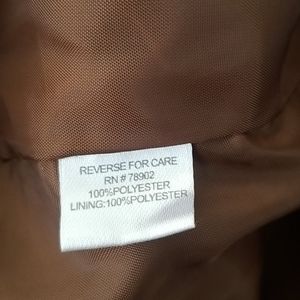 REVERSE FOR CARE
RN # 78902
100%POLYESTER
LINING:100%POLYESTER